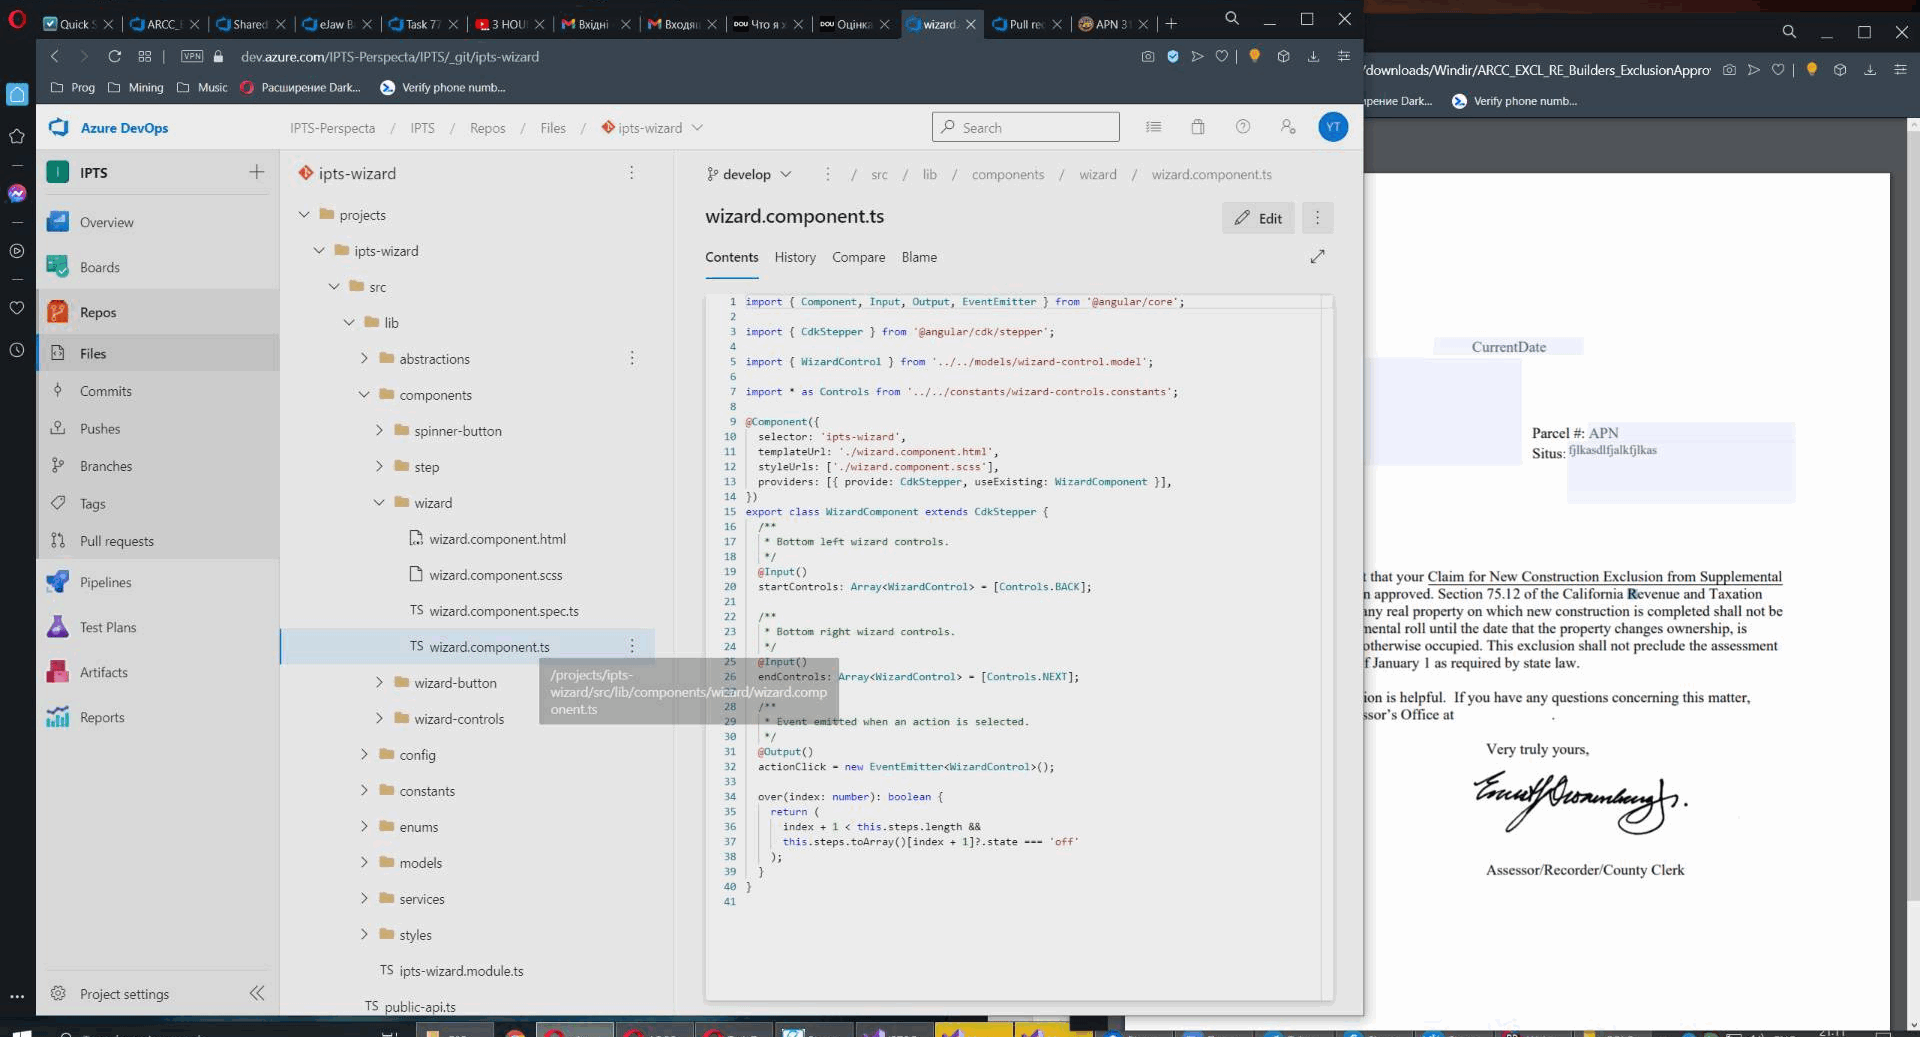 Quick S
ARCC_
Shared
eJaw B
Task 77
3 HOU
Вхідні
Входящ
DOU Что я
DOU Оцінка
wizard.
Pull re
APN 3
VPN
dev.azure.com/IPTS-Perspecta/IPTS/_git/ipts-wizard
Prog
Mining
Music
Расширение Dark...
Verify phone numb...
Azure DevOps
IPTS-Perspecta / IPTS / Repos / Files / ipts-wizard
Search
YT
I IPTS
Overview
Boards
Repos
Files
Commits
Pushes
Branches
Tags
Pull requests
Pipelines
Test Plans
Artifacts
Reports
Project settings
ipts-wizard
projects
ipts-wizard
src
lib
abstractions
components
spinner-button
step
wizard
wizard.component.html
wizard.component.scss
TS wizard.component.spec.ts
TS wizard.component.ts
wizard-button
wizard-controls
config
constants
enums
models
services
styles
TS ipts-wizard.module.ts
TS public-api.ts
/projects/ipts-
wizard/src/lib/components/wizard/wizard.comp
onent.ts
develop / src / lib / components / wizard / wizard.component.ts
wizard.component.ts
Edit
Contents History Compare Blame
1 import { Component, Input, Output, EventEmitter } from '@angular/core';
2
3 import { CdkStepper } from '@angular/cdk/stepper';
4
5 import { WizardControl } from '../../models/wizard-control.model';
6
7 import * as Controls from '../../constants/wizard-controls.constants';
8
9 @Component({
10 selector: 'ipts-wizard',
11 templateUrl: './wizard.component.html',
12 styleUrls: ['./wizard.component.scss'],
13 providers: [{ provide: CdkStepper, useExisting: WizardComponent }],
14 })
15 export class WizardComponent extends CdkStepper {
16 /**
17 * Bottom left wizard controls.
18 */
19 @Input()
20 startControls: Array<WizardControl> = [Controls.BACK];
21
22 /**
23 * Bottom right wizard controls.
24 */
25 @Input()
26 endControls: Array<WizardControl> = [Controls.NEXT];
28 /**
29 * Event emitted when an action is selected.
30 */
31 @Output()
32 actionClick = new EventEmitter<WizardControl>();
33
34 over(index: number): boolean {
35 return (
36 index + 1 < this.steps.length &&
37 this.steps.toArray()[index + 1]?.state === 'off'
38 );
39 }
40 }
41
/downloads/Windir/ARCC_EXCL_RE_Builders_ExclusionAppro
рение Dark...
Verify phone numb...
CurrentDate
Parcel #: APN
Situs: fjlkasdlfjalkfjlkas
t that your Claim for New Construction Exclusion from Supplemental
n approved. Section 75.12 of the California Revenue and Taxation
any real property on which new construction is completed shall not be
mental roll until the date that the property changes ownership, is
otherwise occupied. This exclusion shall not preclude the assessment
f January 1 as required by state law.
ion is helpful. If you have any questions concerning this matter,
ssor's Office at .
Very truly yours,
Assessor/Recorder/County Clerk